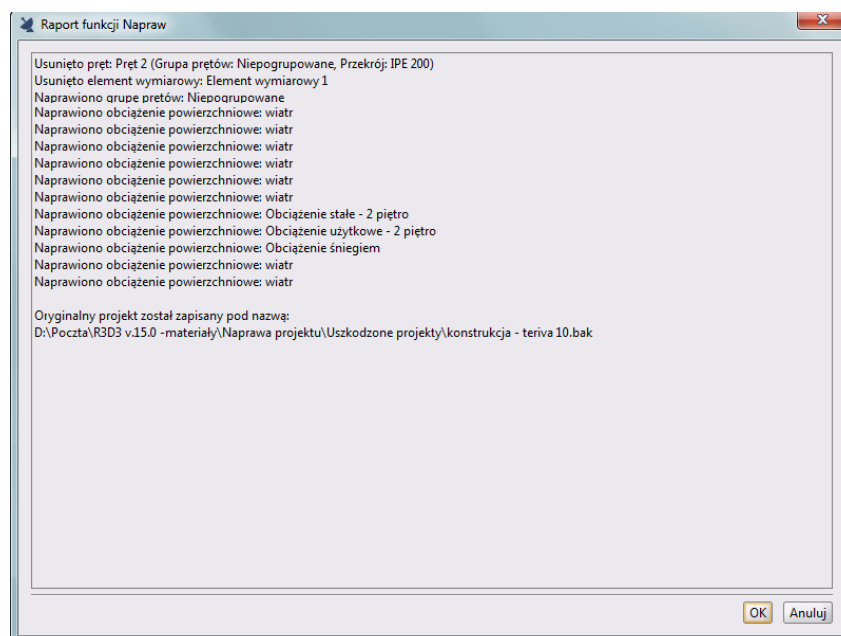 Raport funkcji Napraw
Usunięto pręt: Pręt 2 (Grupa prętów: Niepogrupowane, Przekrój: IPE 200)
Usunięto element wymiarowy: Element wymiarowy 1
Naprawiono grupę prętów: Niepogrupowane
Naprawiono obciążenie powierzchniowe: wiatr
Naprawiono obciążenie powierzchniowe: wiatr
Naprawiono obciążenie powierzchniowe: wiatr
Naprawiono obciążenie powierzchniowe: wiatr
Naprawiono obciążenie powierzchniowe: wiatr
Naprawiono obciążenie powierzchniowe: wiatr
Naprawiono obciążenie powierzchniowe: Obciążenie stałe - 2 piętro
Naprawiono obciążenie powierzchniowe: Obciążenie użytkowe - 2 piętro
Naprawiono obciążenie powierzchniowe: Obciążenie śniegiem
Naprawiono obciążenie powierzchniowe: wiatr
Naprawiono obciążenie powierzchniowe: wiatr
Oryginalny projekt został zapisany pod nazwą:
D:\Poczta\R3D3 v.15.0 -materiały\Naprawa projektu\Uszkodzone projekty\konstrukcja - teriva 10.bak
OK Anuluj